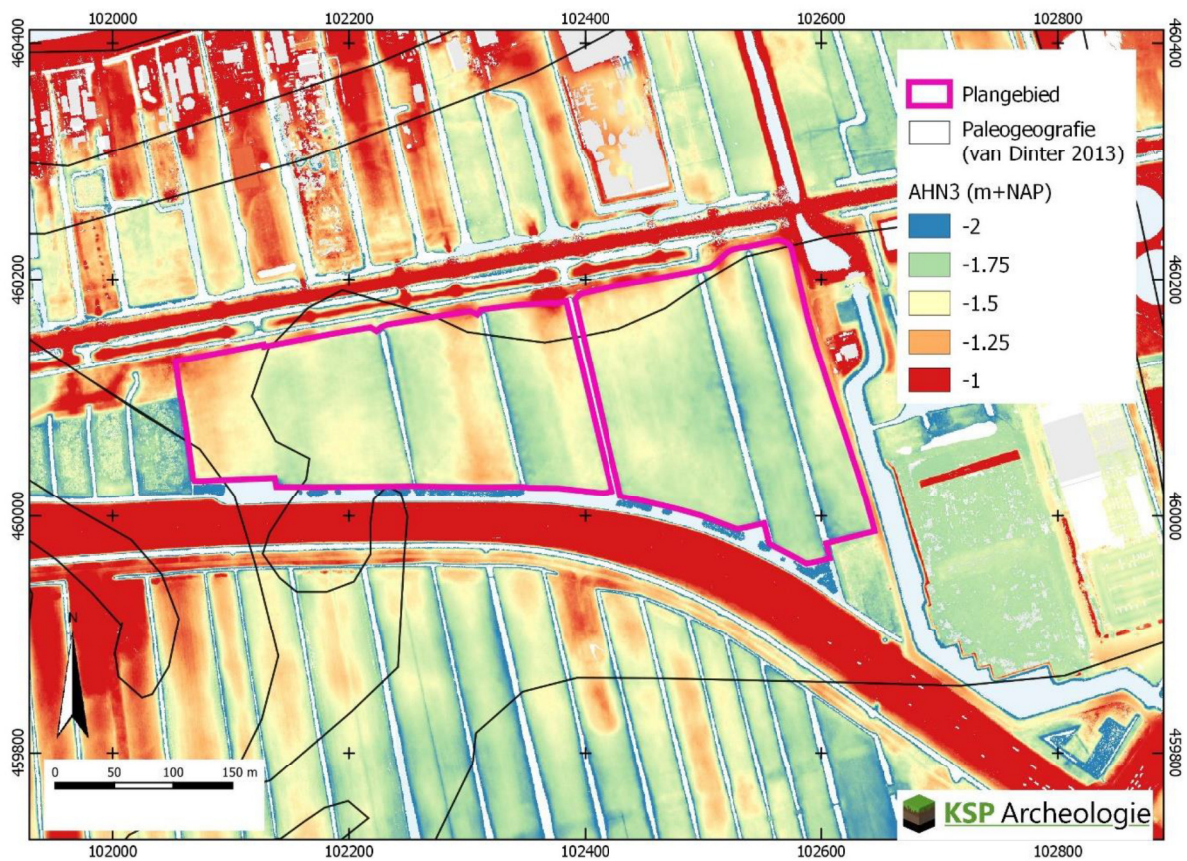 102000 102200 102400 102600 102800
460400 460400
Plangebied
Paleogeografie
(van Dinter 2013)
AHN3 (m+NAP)
-2
-1.75
-1.5
-1.25
-1
460200 460200
460000 460000
N
459800 459800
0 50 100 150 m
KSP Archeologie
102000 102200 102400 102600 102800